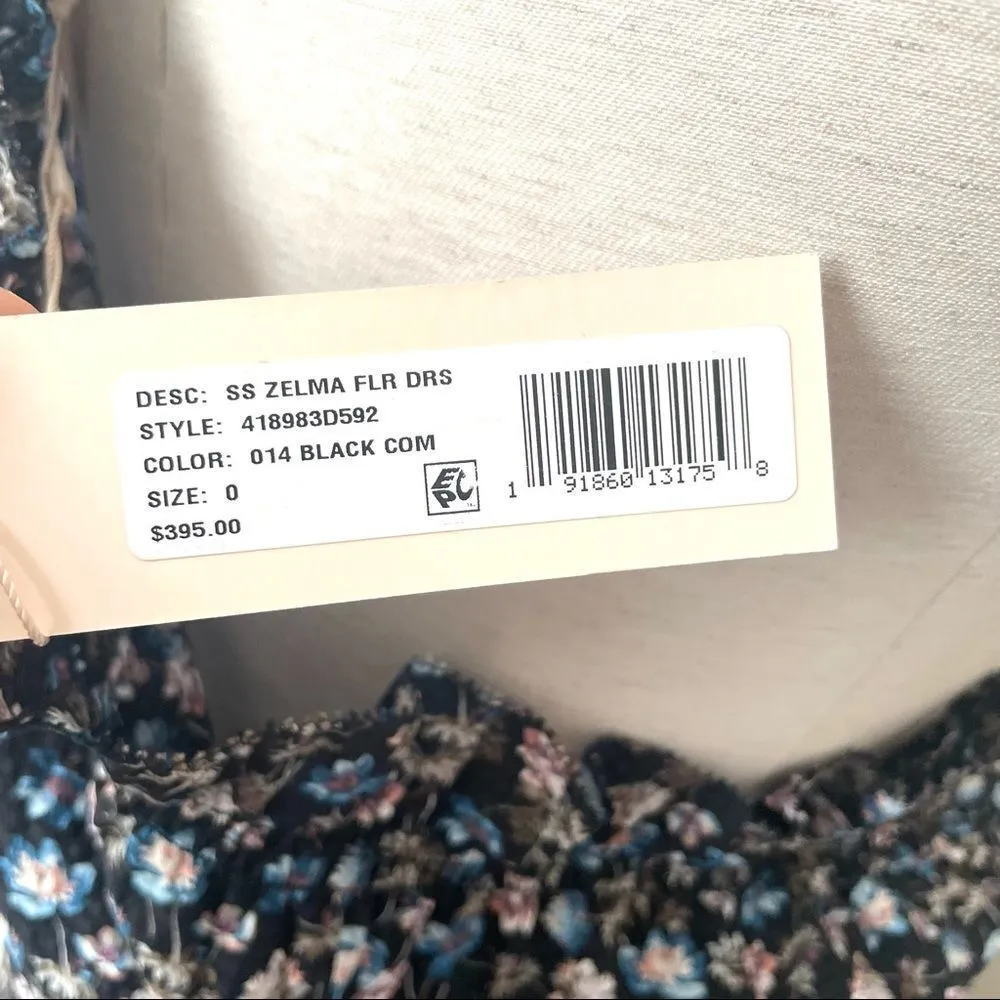 DESC: SS ZELMA FLR DRS
STYLE: 418983D592
COLOR: 014 BLACK COM
SIZE: 0
$395.00
EPC
1 91860 13175 8